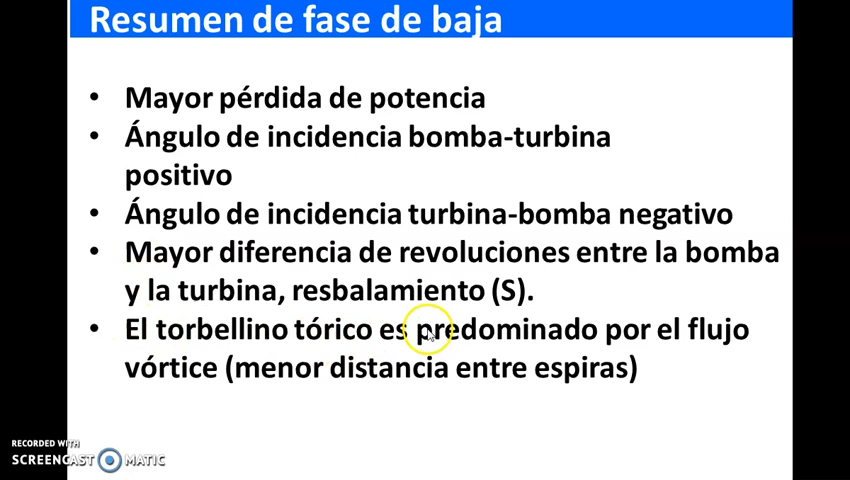 Resumen de fase de baja
• Mayor pérdida de potencia
• Ángulo de incidencia bomba-turbina
positivo
• Ángulo de incidencia turbina-bomba negativo
• Mayor diferencia de revoluciones entre la bomba
y la turbina, resbalamiento (S).
• El torbellino tórico es predominado por el flujo
vórtice (menor distancia entre espiras)
RECORDED WITH
SCREENCAST MATIC